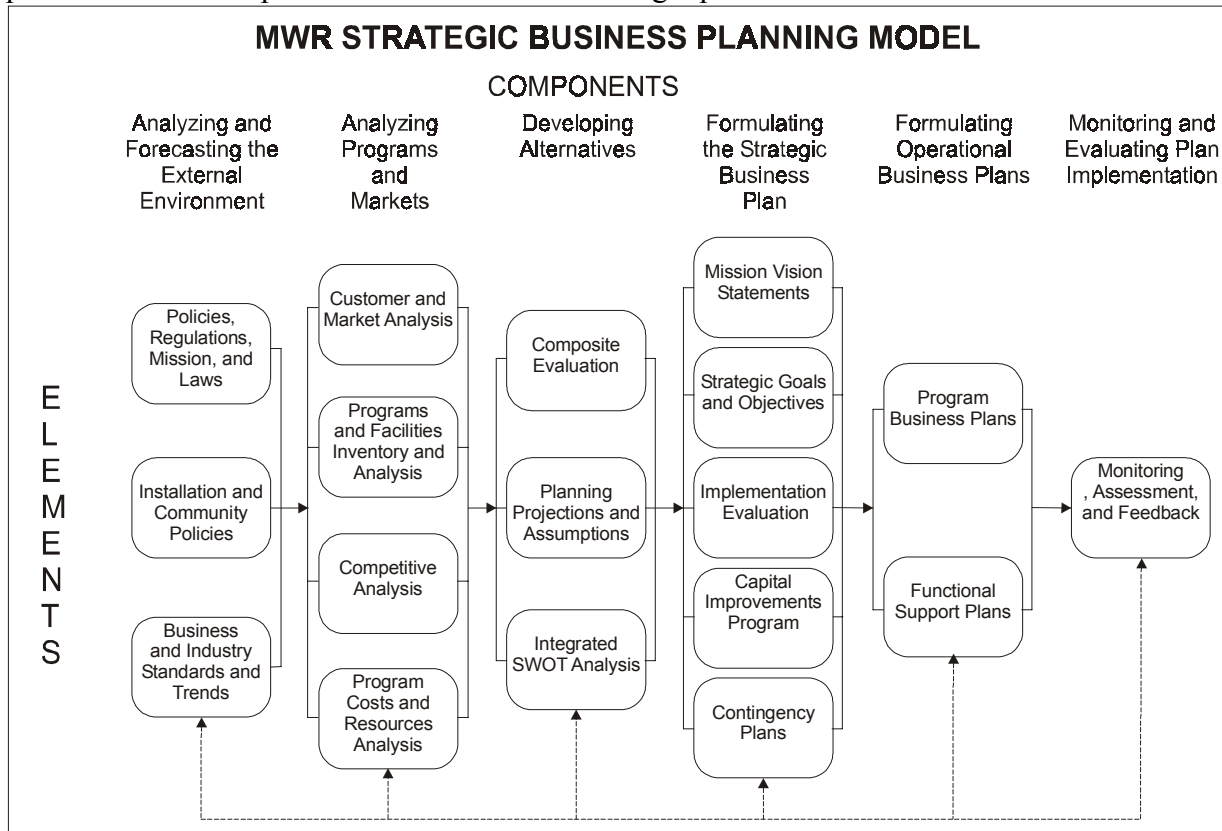 MWR STRATEGIC BUSINESS PLANNING MODEL
COMPONENTS
Analyzing and
Forecasting the
External
Environment
Analyzing
Programs
and
Markets
Developing
Alternatives
Formulating
the Strategic
Business
Plan
Formulating
Operational
Business Plans
Monitoring and
Evaluating Plan
Implementation
ELEMENTS
Policies,
Regulations,
Mission, and
Laws
Installation and
Community
Policies
Business
and Industry
Standards and
Trends
Customer and
Market Analysis
Programs
and Facilities
Inventory and
Analysis
Competitive
Analysis
Program
Costs and
Resources
Analysis
Composite
Evaluation
Planning
Projections and
Assumptions
Integrated
SWOT Analysis
Mission Vision
Statements
Strategic Goals
and Objectives
Implementation
Evaluation
Capital
Improvements
Program
Contingency
Plans
Program
Business Plans
Functional
Support Plans
Monitoring
, Assessment,
and Feedback